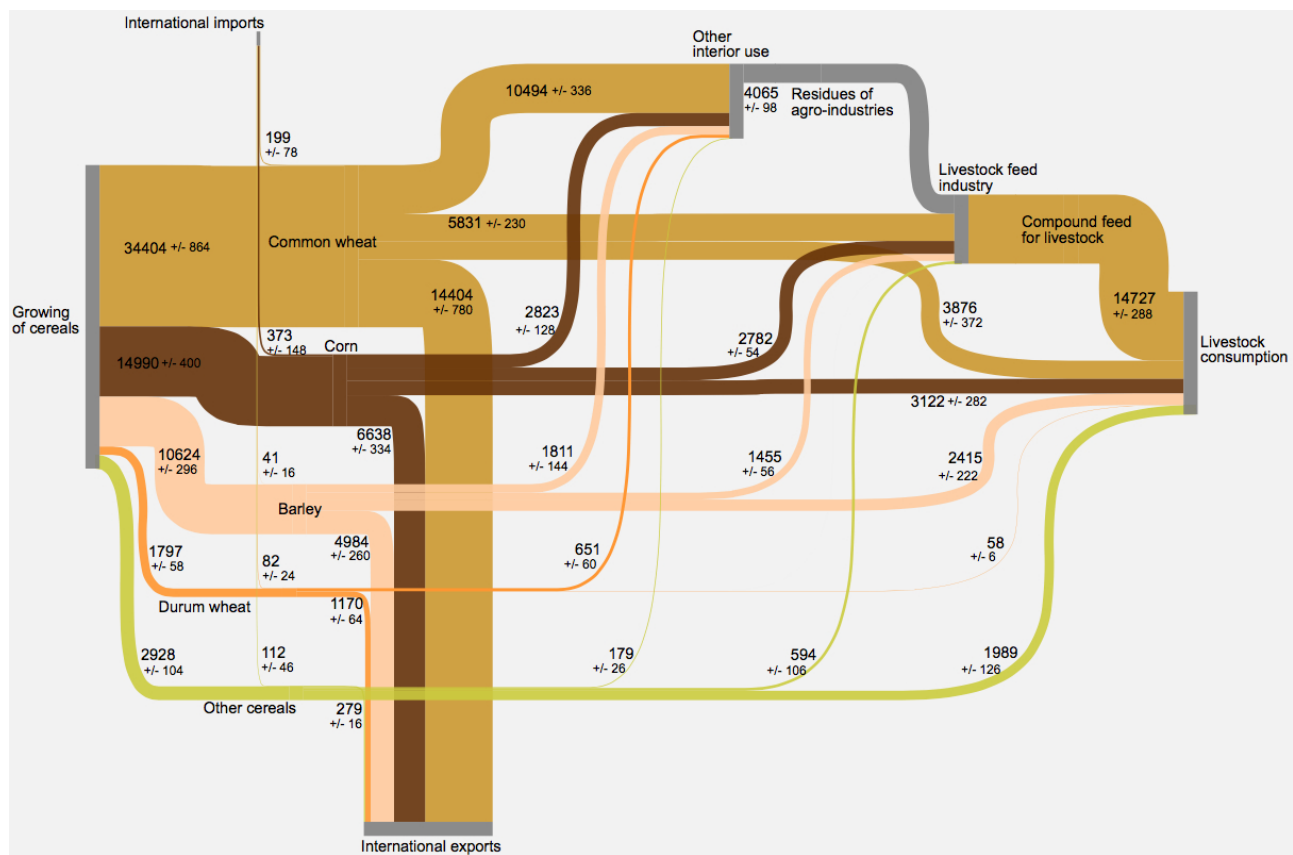 International imports
Other
interior use
10494 +/- 336
4065
+/- 98
Residues of
agro-industries
199
+/- 78
Livestock feed
industry
5831 +/- 230
Compound feed
for livestock
34404 +/- 864
Common wheat
14404
+/- 780
2823
+/- 128
3876
+/- 372
14727
+/- 288
Growing
of cereals
373
+/- 148
Corn
2782
+/- 54
Livestock
consumption
14990 +/- 400
3122 +/- 282
6638
+/- 334
10624
+/- 296
41
+/- 16
1811
+/- 144
1455
+/- 56
2415
+/- 222
Barley
4984
+/- 260
1797
+/- 58
82
+/- 24
651
+/- 60
58
+/- 6
Durum wheat
1170
+/- 64
2928
+/- 104
112
+/- 46
179
+/- 26
594
+/- 106
1989
+/- 126
Other cereals
279
+/- 16
International exports